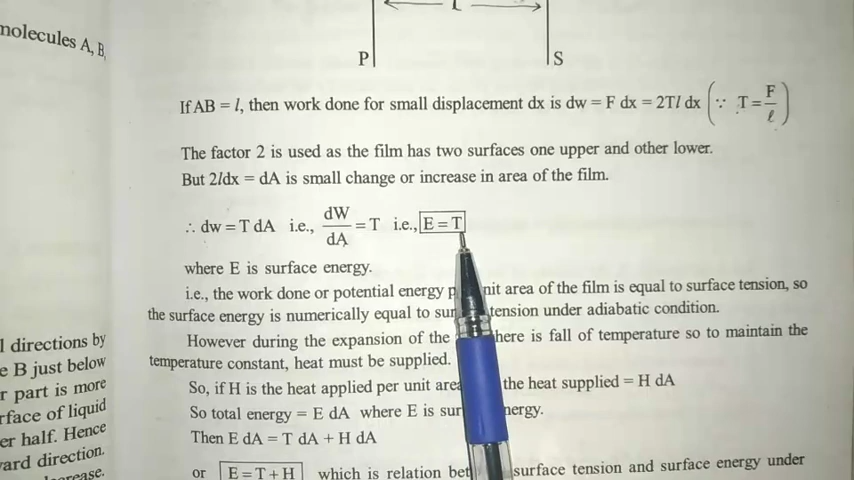 L
nolecules A, B,
P S
If AB = l, then work done for small displacement dx is dw = F dx = 2Tl dx (∵ T = F/ℓ)
The factor 2 is used as the film has two surfaces one upper and other lower.
But 2ldx = dA is small change or increase in area of the film.
∴ dw = T dA i.e., dW/dA = T i.e., E = T
where E is surface energy.
i.e., the work done or potential energy p nit area of the film is equal to surface tension, so
the surface energy is numerically equal to sur tension under adiabatic condition.
However during the expansion of the here is fall of temperature so to maintain the
temperature constant, heat must be supplied.
So, if H is the heat applied per unit area the heat supplied = H dA
So total energy = E dA where E is sur nergy.
Then E dA = T dA + H dA
or E = T + H which is relation bet surface tension and surface energy under
l directions by
e B just below
r part is more
rface of liquid
er half. Hence
ard direction.
crease.